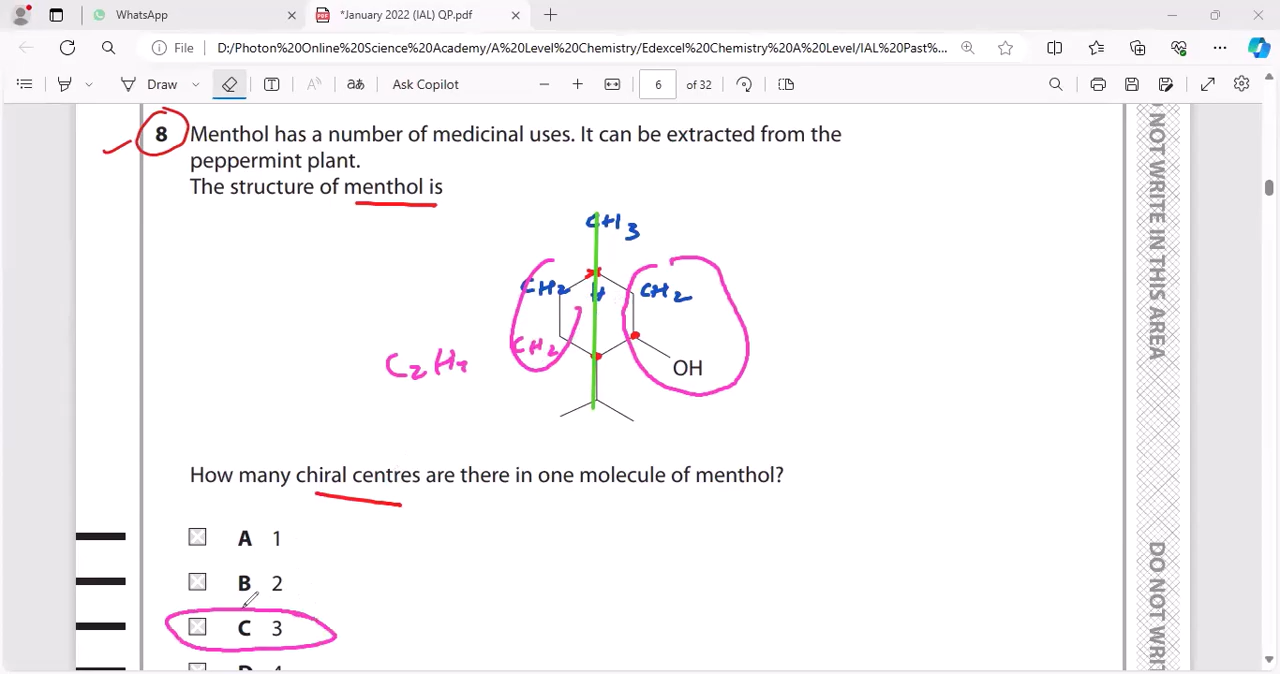 WhatsApp
*January 2022 (IAL) QP.pdf
File D:/Photon%20Online%20Science%20Academy/A%20Level%20Chemistry/Edexcel%20Chemistry%20A%20Level/IAL%20Past%...
Draw
Ask Copilot
6 of 32
8 Menthol has a number of medicinal uses. It can be extracted from the
peppermint plant.
The structure of menthol is
CH3
CH2 H CH2
CH2
C2H4
OH
How many chiral centres are there in one molecule of menthol?
A 1
B 2
C 3
D 4
DO NOT WRITE IN THIS AREA
DO NOT WRI